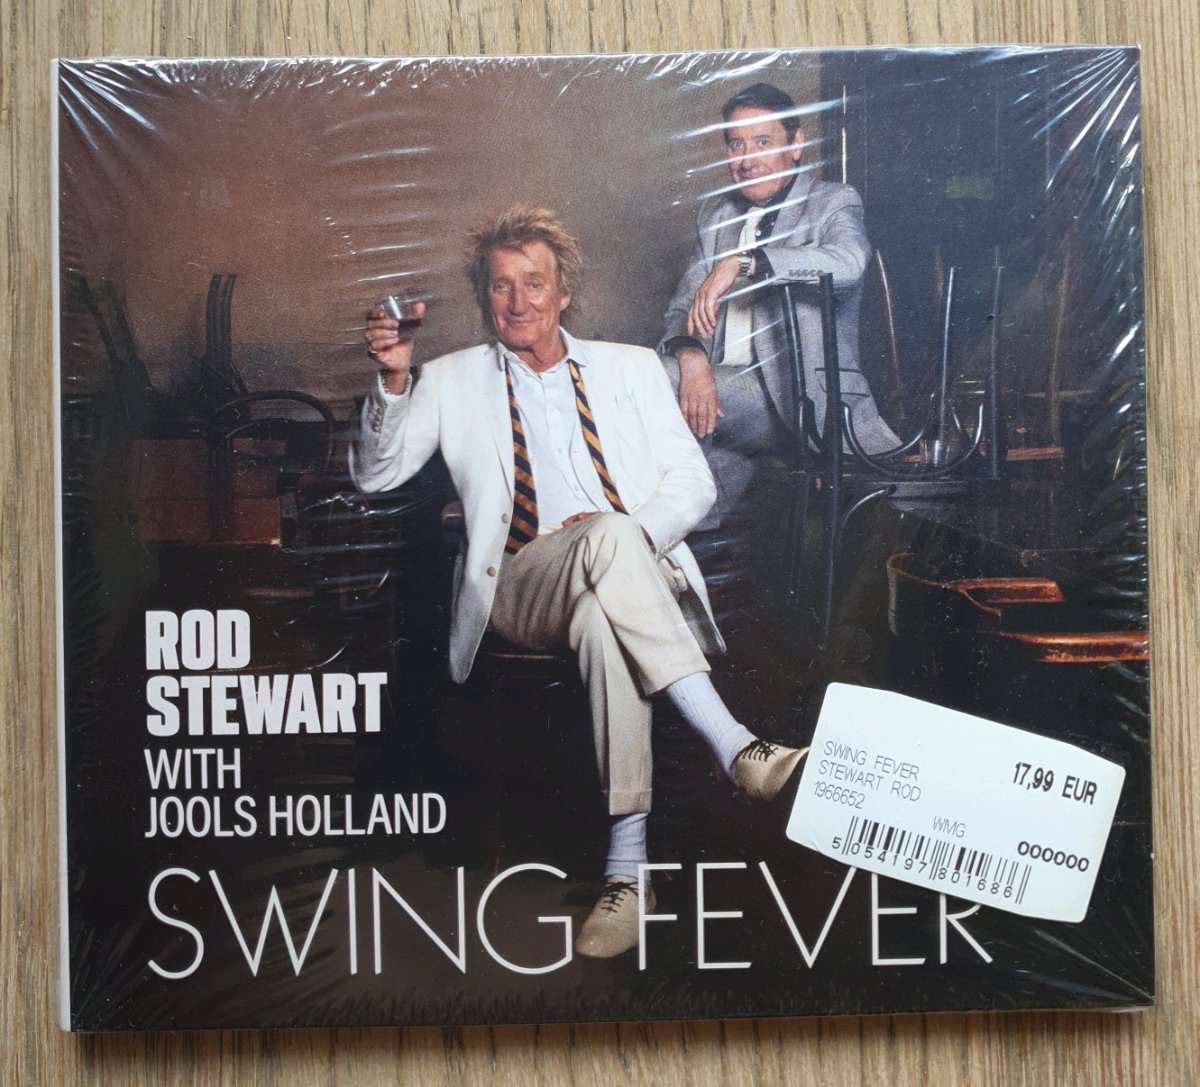 ROD
STEWART
WITH
JOOLS HOLLAND
SWING FEVER
SWING FEVER
STEWART ROD
1966652
17,99 EUR
WMG
000000
5 054197 801686